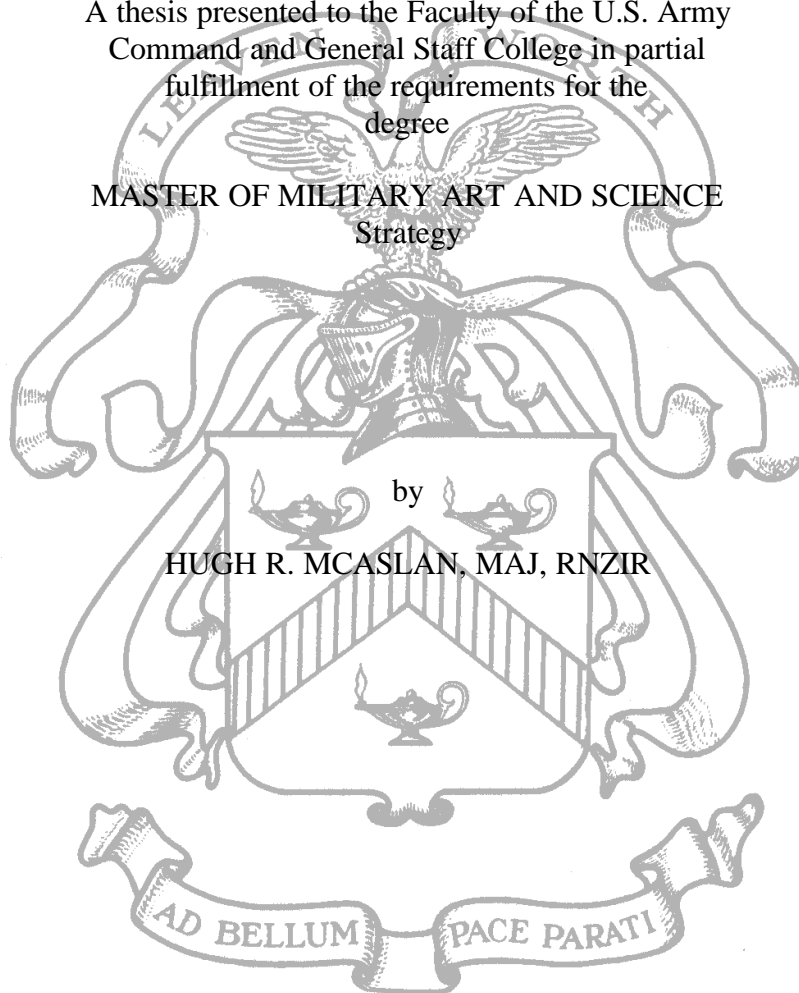 A thesis presented to the Faculty of the U.S. Army
Command and General Staff College in partial
fulfillment of the requirements for the
degree
LEAVEN WORTH
MASTER OF MILITARY ART AND SCIENCE
Strategy
by
HUGH R. MCASLAN, MAJ, RNZIR
AD BELLUM PACE PARATI